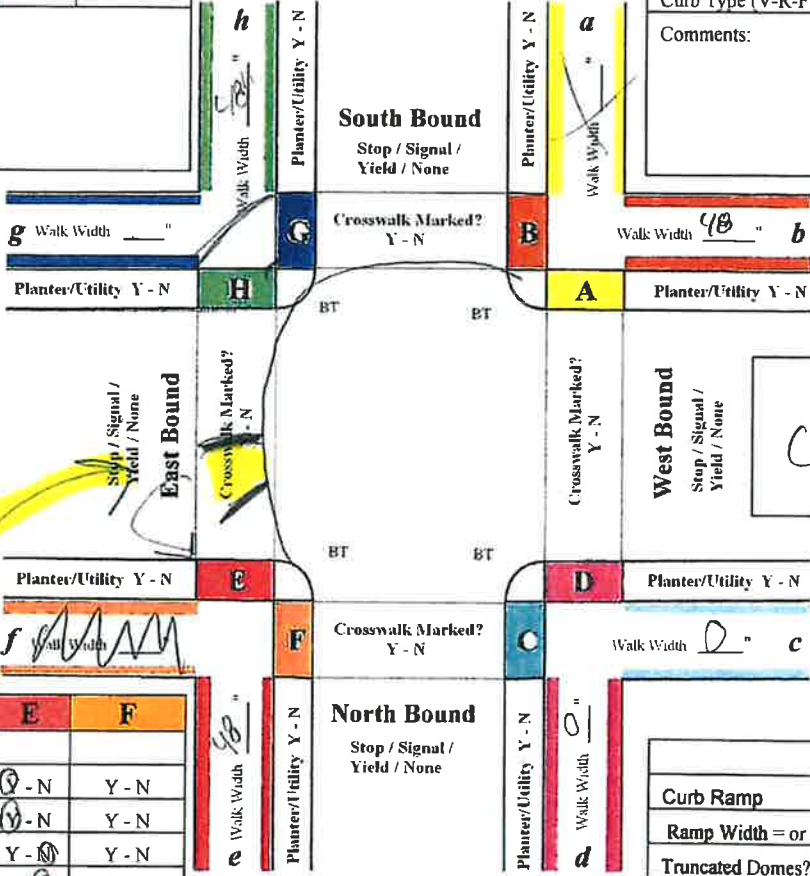 Curb Type (V-R-F
Comments:
h
48"
Walk Width
Planter/Utility Y - N
South Bound
Stop / Signal /
Yield / None
Planter/Utility Y - N
a
"
Walk Width
g Walk Width ____"
G
Crosswalk Marked?
Y - N
B
Walk Width 48" b
Planter/Utility Y - N
H
A
Planter/Utility Y - N
BT
BT
Stop / Signal /
Yield / None
East Bound
Crosswalk Marked?
- N
Crosswalk Marked?
Y - N
West Bound
Stop / Signal /
Yield / None
BT
BT
Planter/Utility Y - N
E
D
Planter/Utility Y - N
f Walk Width
F
Crosswalk Marked?
Y - N
C
Walk Width 0" c
E F
Y - N Y - N
Y - N Y - N
Y - N Y - N
48"
Walk Width
e
Planter/Utility Y - N
North Bound
Stop / Signal /
Yield / None
Planter/Utility Y - N
0"
Walk Width
d
Curb Ramp
Ramp Width = or
Truncated Domes?